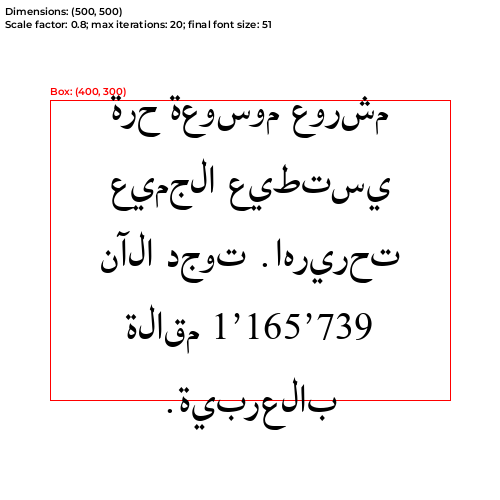 Dimensions: (500, 500)
Scale factor: 0.8; max iterations: 20; final font size: 51
Box: (400, 300)
مشروع موسوعة حرة
يستطيع الجميع
تحريرها. توجد الآن
1’165’739 مقالة
بالعربية.